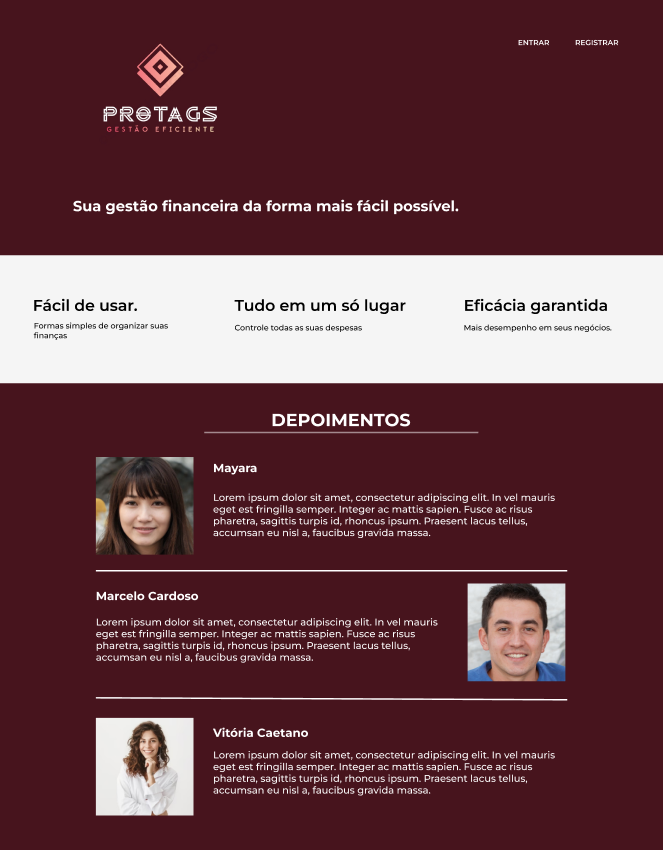 ENTRAR REGISTRAR
PROTAGS
GESTÃO EFICIENTE
Sua gestão financeira da forma mais fácil possível.
Fácil de usar.
Formas simples de organizar suas
finanças
Tudo em um só lugar
Controle todas as suas despesas
Eficácia garantida
Mais desempenho em seus negócios.
DEPOIMENTOS
Mayara
Lorem ipsum dolor sit amet, consectetur adipiscing elit. In vel mauris
eget est fringilla semper. Integer ac mattis sapien. Fusce ac risus
pharetra, sagittis turpis id, rhoncus ipsum. Praesent lacus tellus,
accumsan eu nisl a, faucibus gravida massa.
Marcelo Cardoso
Lorem ipsum dolor sit amet, consectetur adipiscing elit. In vel mauris
eget est fringilla semper. Integer ac mattis sapien. Fusce ac risus
pharetra, sagittis turpis id, rhoncus ipsum. Praesent lacus tellus,
accumsan eu nisl a, faucibus gravida massa.
Vitória Caetano
Lorem ipsum dolor sit amet, consectetur adipiscing elit. In vel mauris
eget est fringilla semper. Integer ac mattis sapien. Fusce ac risus
pharetra, sagittis turpis id, rhoncus ipsum. Praesent lacus tellus,
accumsan eu nisl a, faucibus gravida massa.